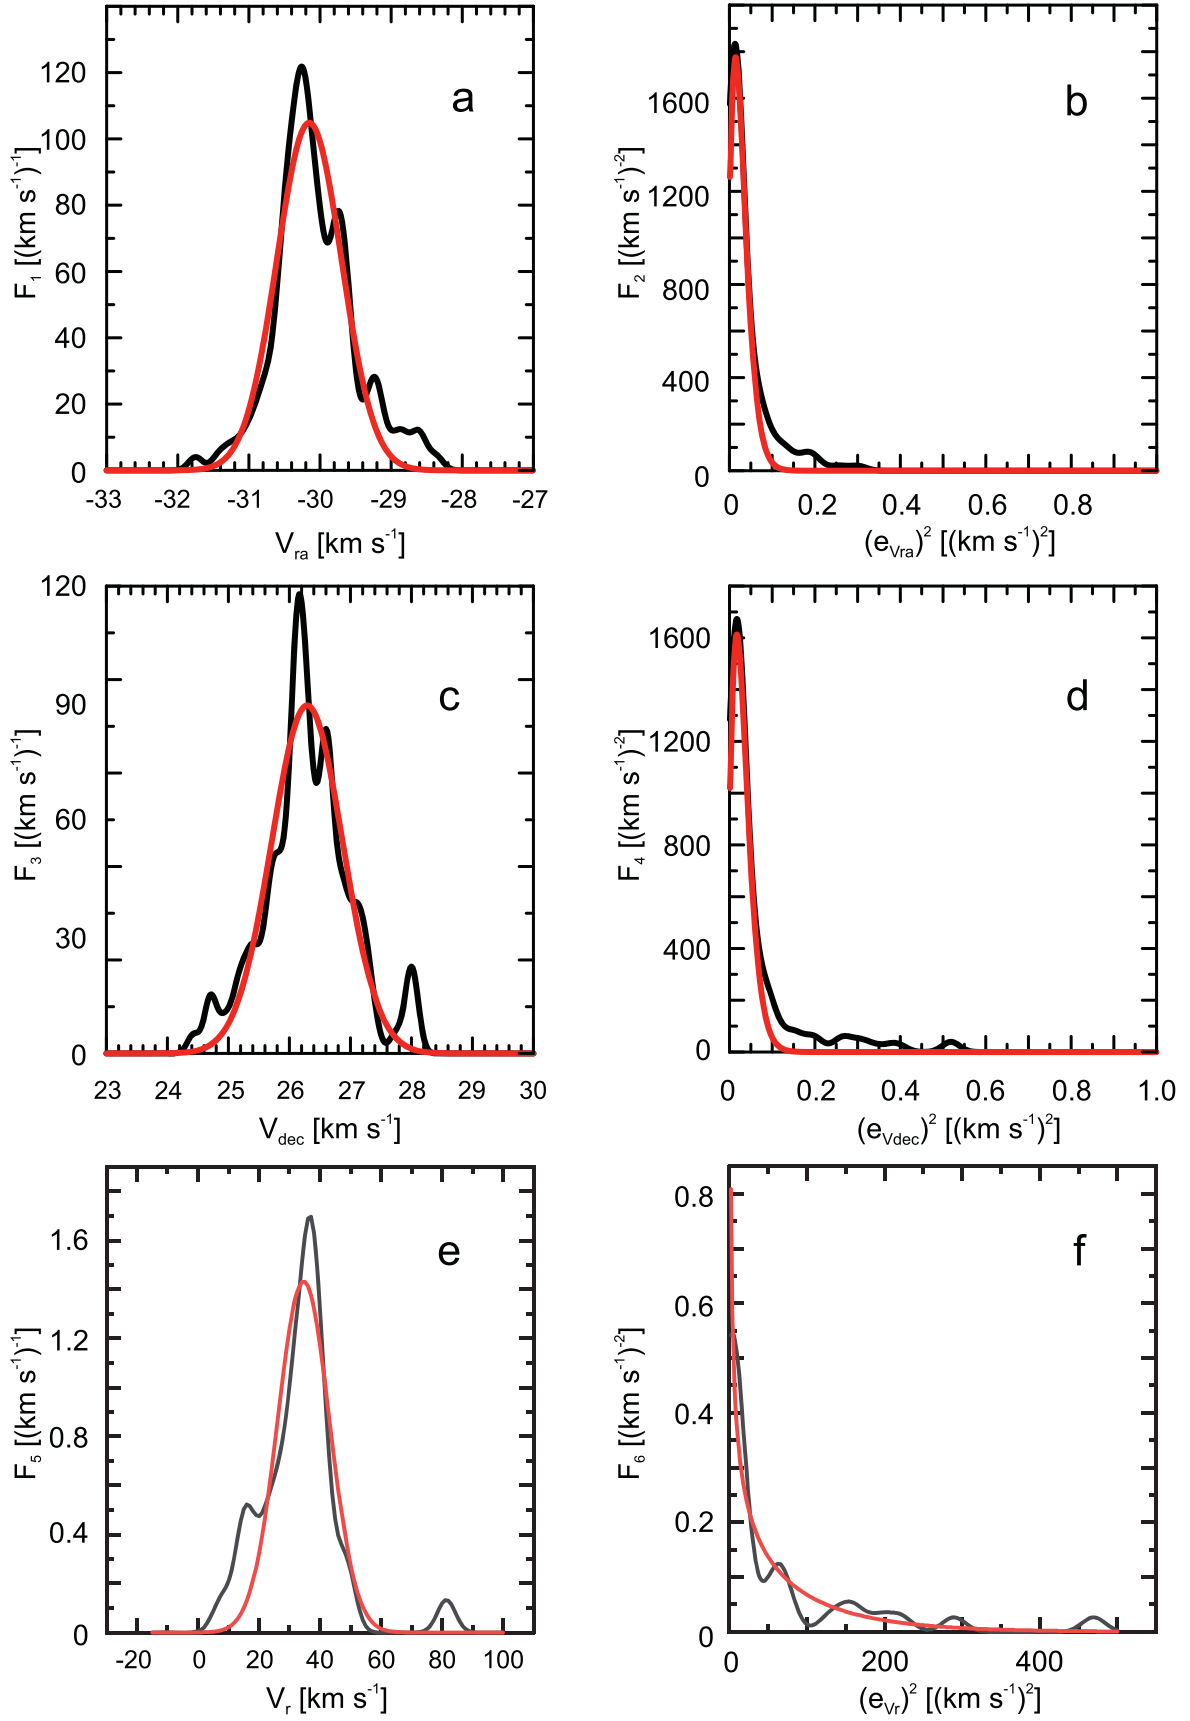 a
120
100
80
60
40
20
0
F₁ [(km s⁻¹)⁻¹]
-33 -32 -31 -30 -29 -28 -27
V_ra [km s⁻¹]
b
1600
1200
800
400
0
F₂ [(km s⁻¹)⁻²]
0 0.2 0.4 0.6 0.8
(e_Vra)² [(km s⁻¹)²]
c
120
90
60
30
0
F₃ [(km s⁻¹)⁻¹]
23 24 25 26 27 28 29 30
V_dec [km s⁻¹]
d
1600
1200
800
400
0
F₄ [(km s⁻¹)⁻²]
0 0.2 0.4 0.6 0.8 1.0
(e_Vdec)² [(km s⁻¹)²]
e
1.6
1.2
0.8
0.4
0
F₅ [(km s⁻¹)⁻¹]
-20 0 20 40 60 80 100
V_r [km s⁻¹]
f
0.8
0.6
0.4
0.2
0
F₆ [(km s⁻¹)⁻²]
0 200 400
(e_Vr)² [(km s⁻¹)²]